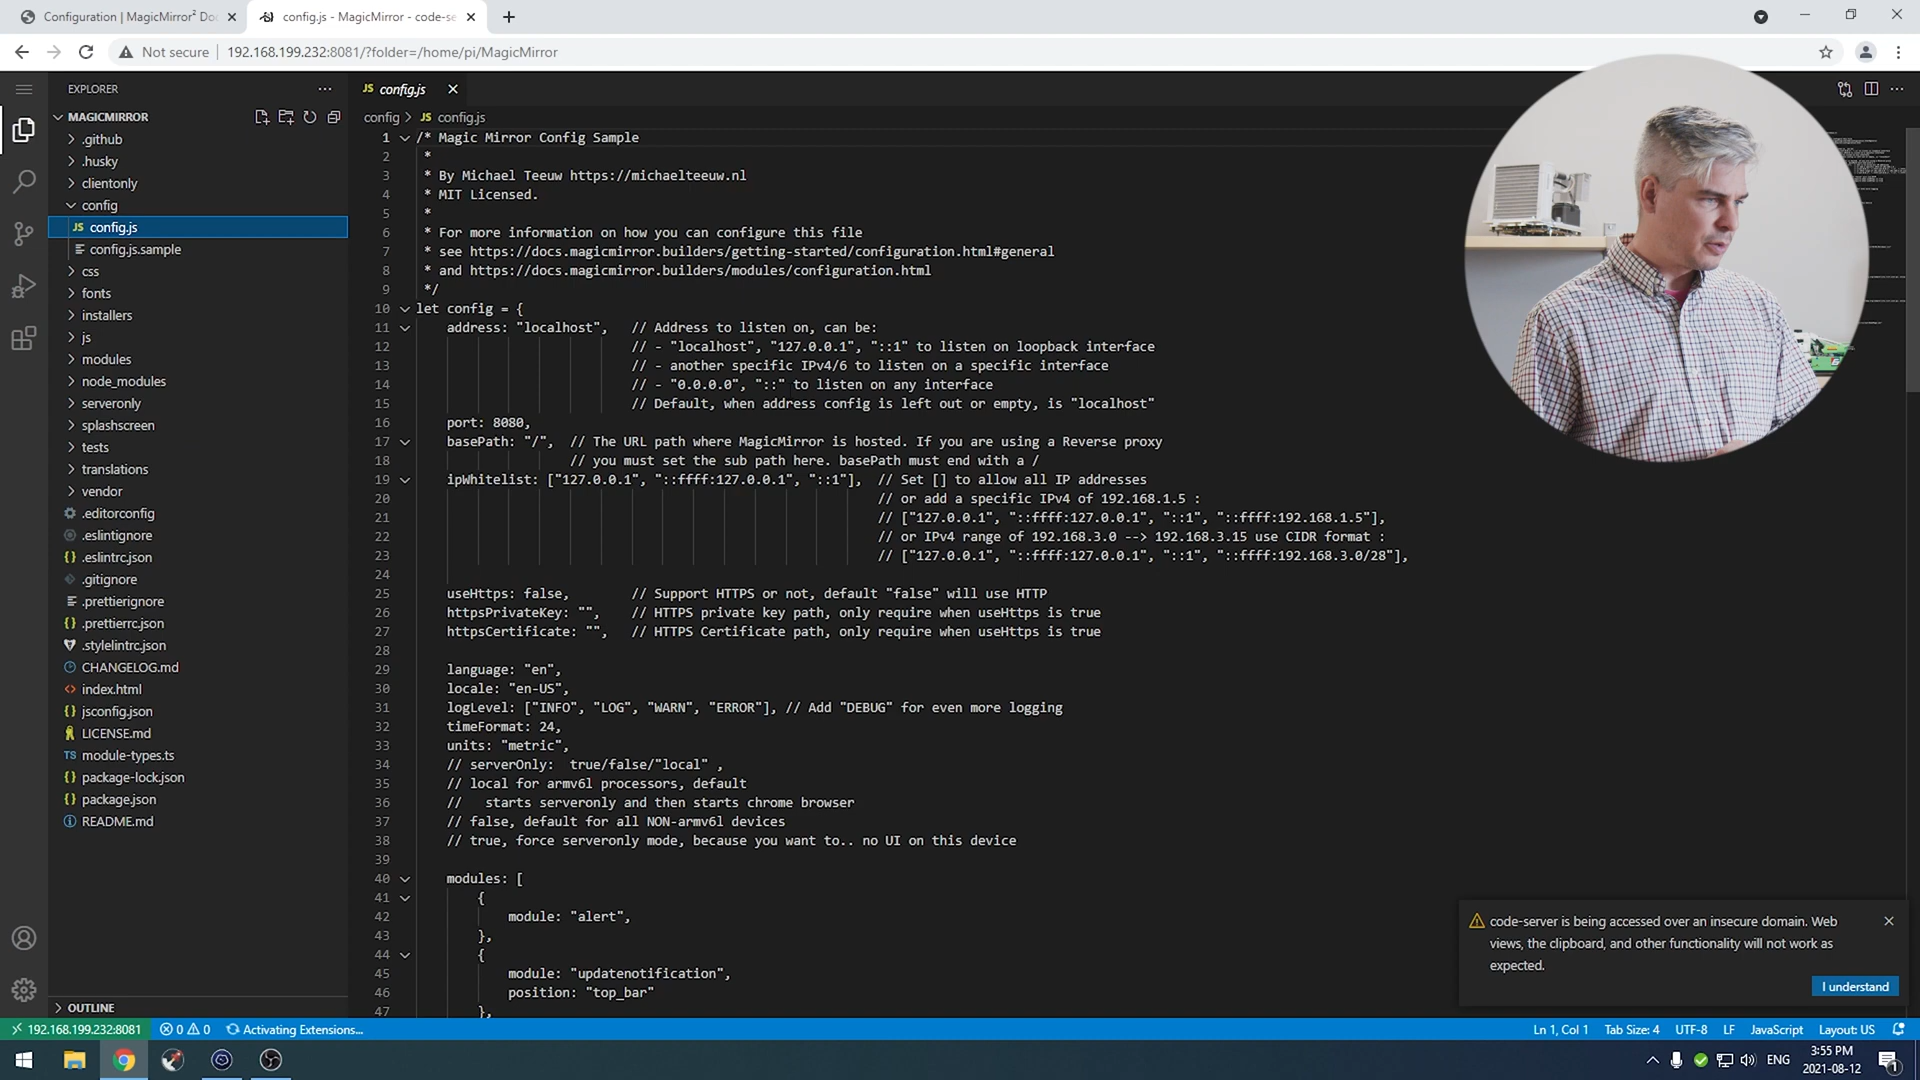 Configuration | MagicMirror² Do
config.js - MagicMirror - code-se
Not secure
192.168.199.232:8081/?folder=/home/pi/MagicMirror
EXPLORER
MAGICMIRROR
.github
.husky
clientonly
config
JS config.js
config.js.sample
css
fonts
installers
js
modules
node_modules
serveronly
splashscreen
tests
translations
vendor
.editorconfig
.eslintignore
{} .eslintrc.json
.gitignore
.prettierignore
{} .prettierrc.json
.stylelintrc.json
CHANGELOG.md
<> index.html
{} jsconfig.json
LICENSE.md
TS module-types.ts
{} package-lock.json
{} package.json
README.md
OUTLINE
JS config.js
config > JS config.js
1 /* Magic Mirror Config Sample
2 *
3 * By Michael Teeuw https://michaelteeuw.nl
4 * MIT Licensed.
5 *
6 * For more information on how you can configure this file
7 * see https://docs.magicmirror.builders/getting-started/configuration.html#general
8 * and https://docs.magicmirror.builders/modules/configuration.html
9 */
10 let config = {
11 address: "localhost", // Address to listen on, can be:
12 // - "localhost", "127.0.0.1", "::1" to listen on loopback interface
13 // - another specific IPv4/6 to listen on a specific interface
14 // - "0.0.0.0", "::" to listen on any interface
15 // Default, when address config is left out or empty, is "localhost"
16 port: 8080,
17 basePath: "/", // The URL path where MagicMirror is hosted. If you are using a Reverse proxy
18 // you must set the sub path here. basePath must end with a /
19 ipWhitelist: ["127.0.0.1", "::ffff:127.0.0.1", "::1"], // Set [] to allow all IP addresses
20 // or add a specific IPv4 of 192.168.1.5 :
21 // ["127.0.0.1", "::ffff:127.0.0.1", "::1", "::ffff:192.168.1.5"],
22 // or IPv4 range of 192.168.3.0 --> 192.168.3.15 use CIDR format :
23 // ["127.0.0.1", "::ffff:127.0.0.1", "::1", "::ffff:192.168.3.0/28"],
24
25 useHttps: false, // Support HTTPS or not, default "false" will use HTTP
26 httpsPrivateKey: "", // HTTPS private key path, only require when useHttps is true
27 httpsCertificate: "", // HTTPS Certificate path, only require when useHttps is true
28
29 language: "en",
30 locale: "en-US",
31 logLevel: ["INFO", "LOG", "WARN", "ERROR"], // Add "DEBUG" for even more logging
32 timeFormat: 24,
33 units: "metric",
34 // serverOnly: true/false/"local" ,
35 // local for armv6l processors, default
36 // starts serveronly and then starts chrome browser
37 // false, default for all NON-armv6l devices
38 // true, force serveronly mode, because you want to.. no UI on this device
39
40 modules: [
41 {
42 module: "alert",
43 },
44 {
45 module: "updatenotification",
46 position: "top_bar"
47 },
code-server is being accessed over an insecure domain. Web
views, the clipboard, and other functionality will not work as
expected.
I understand
192.168.199.232:8081 0 0 Activating Extensions...
Ln 1, Col 1 Tab Size: 4 UTF-8 LF JavaScript Layout: US
ENG
3:55 PM
2021-08-12
1